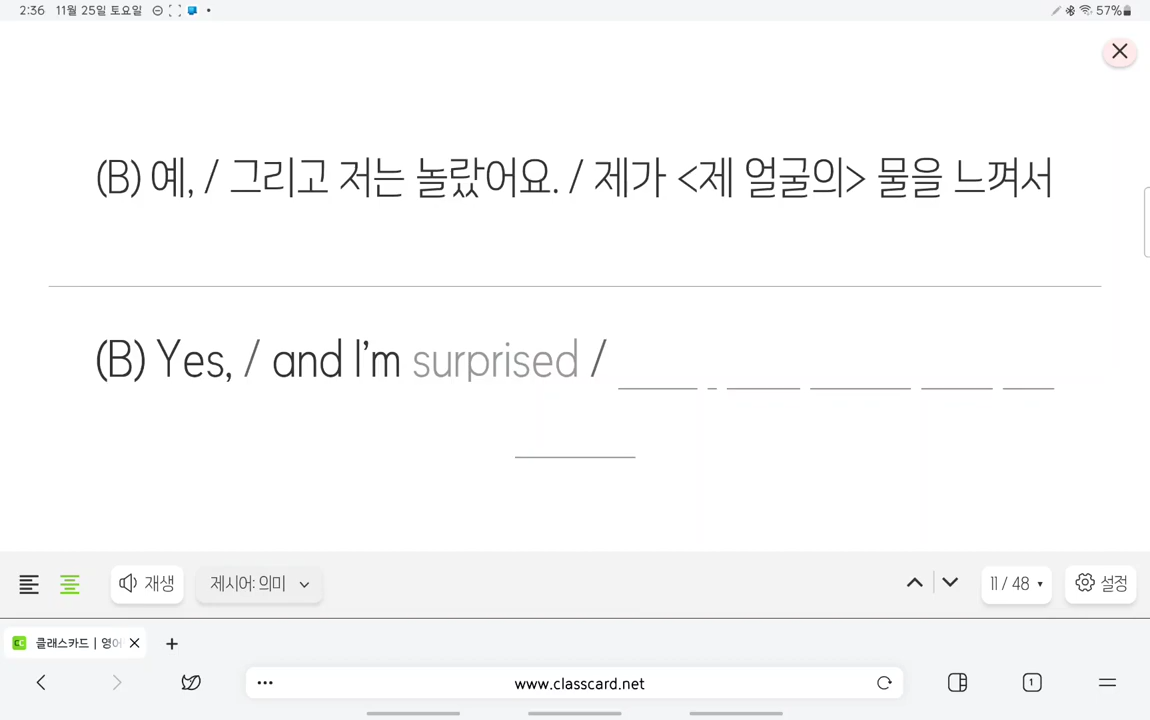 2:36 11월 25일 토요일
57%
(B) 예, / 그리고 저는 놀랐어요. / 제가 <제 얼굴의> 물을 느껴서
(B) Yes, / and I'm surprised /
재생
제시어: 의미
11 / 48
설정
클래스카드 | 영어
www.classcard.net
1